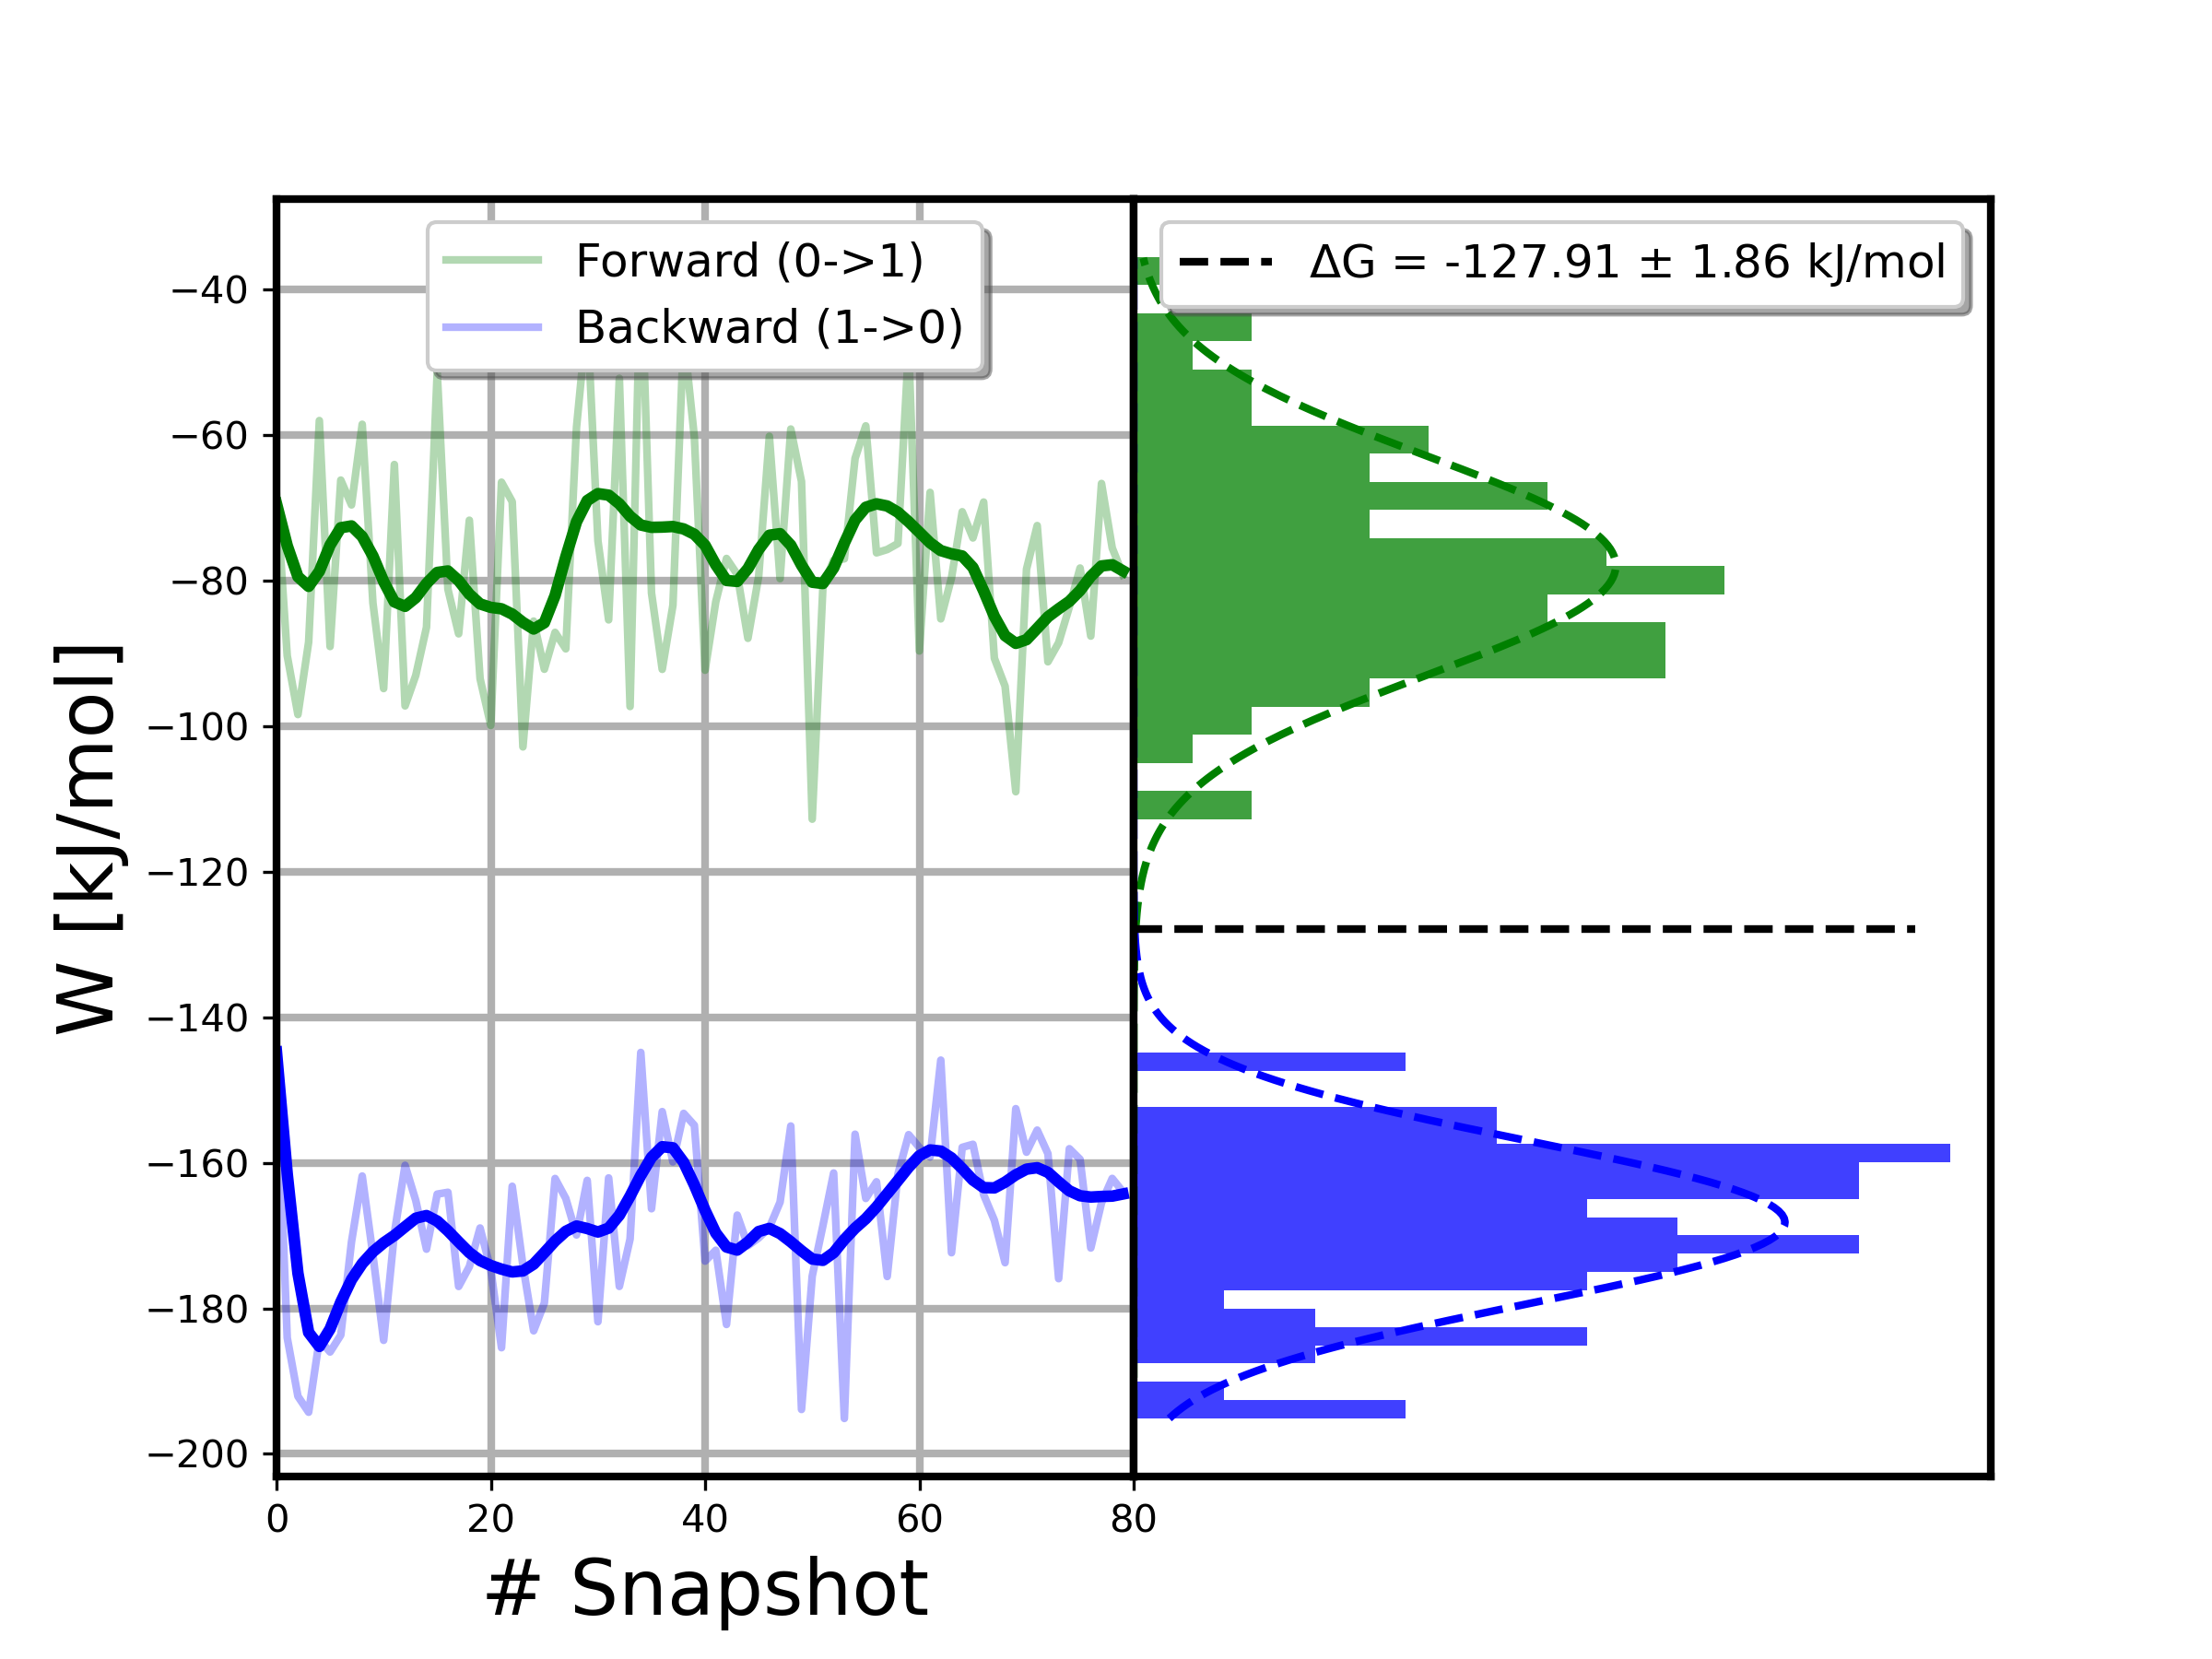 Forward (0->1)
Backward (1->0)
ΔG = -127.91 ± 1.86 kJ/mol
W [kJ/mol]
−40
−60
−80
−100
−120
−140
−160
−180
−200
0 20 40 60 80
# Snapshot